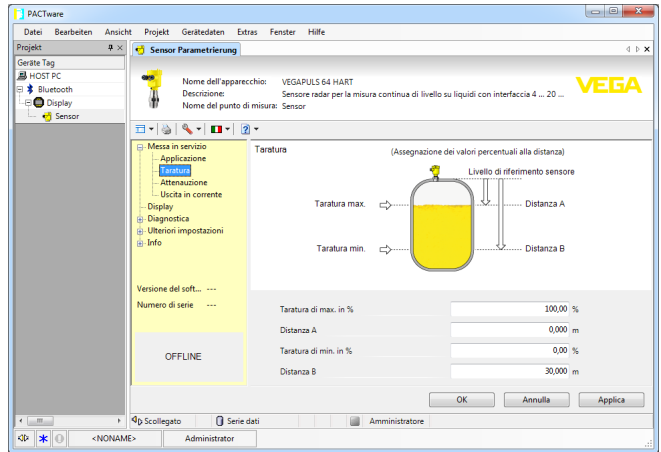 PACTware
Datei Bearbeiten Ansicht Projekt Gerätedaten Extras Fenster Hilfe
Projekt
Geräte Tag
HOST PC
Bluetooth
Display
Sensor
Sensor Parametrierung
Nome dell'apparecchio: VEGAPULS 64 HART
Descrizione: Sensore radar per la misura continua di livello su liquidi con interfaccia 4 ... 20 ...
Nome del punto di misura: Sensor
VEGA
Messa in servizio
Applicazione
Taratura
Attenuazione
Uscita in corrente
Display
Diagnostica
Ulteriori impostazioni
Info
Versione del soft... ---
Numero di serie ---
OFFLINE
Taratura
(Assegnazione dei valori percentuali alla distanza)
Livello di riferimento sensore
Taratura max. Distanza A
Taratura min. Distanza B
Taratura di max. in % 100,00 %
Distanza A 0,000 m
Taratura di min. in % 0,00 %
Distanza B 30,000 m
OK Annulla Applica
Scollegato Serie dati Amministratore
<NONAME> Administrator